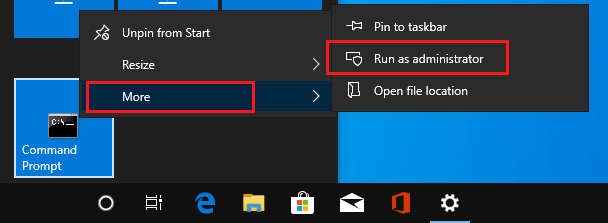 Unpin from Start
Resize
More
Pin to taskbar
Run as administrator
Open file location
C:\
Command
Prompt